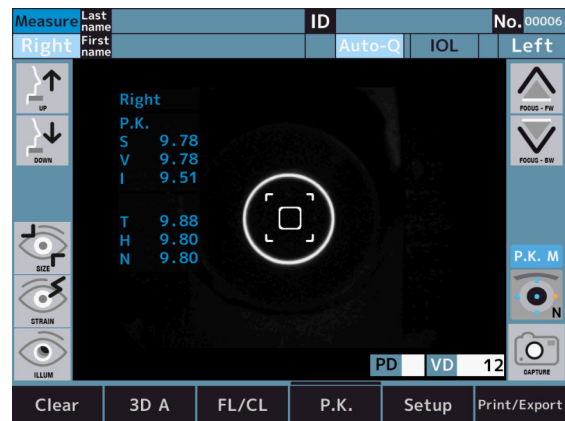 Measure Last name ID No. 00006
Right First name Auto-Q IOL Left
UP
FOCUS - FW
DOWN
FOCUS - BW
Right
P.K.
S 9.78
V 9.78
I 9.51
T 9.88
H 9.80
N 9.80
SIZE
P.K. M
STRAIN
N
ILLUM
PD VD 12
CAPTURE
Clear 3D A FL/CL P.K. Setup Print/Export